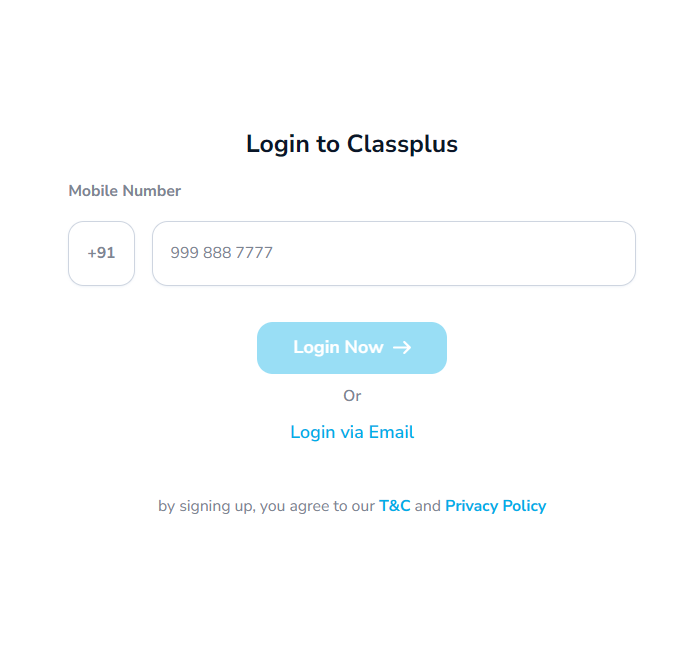 Login to Classplus
Mobile Number
+91 999 888 7777
Login Now →
Or
Login via Email
by signing up, you agree to our T&C and Privacy Policy